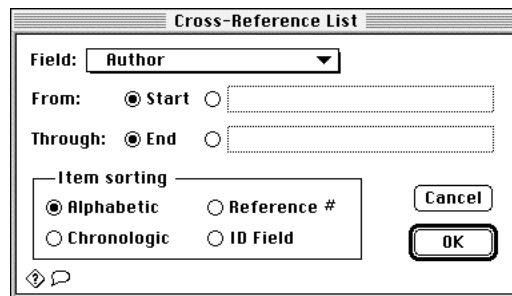 Cross-Reference List
Field: Author
From: Start
Through: End
Item sorting
Alphabetic Reference #
Chronologic ID Field
Cancel
OK
?